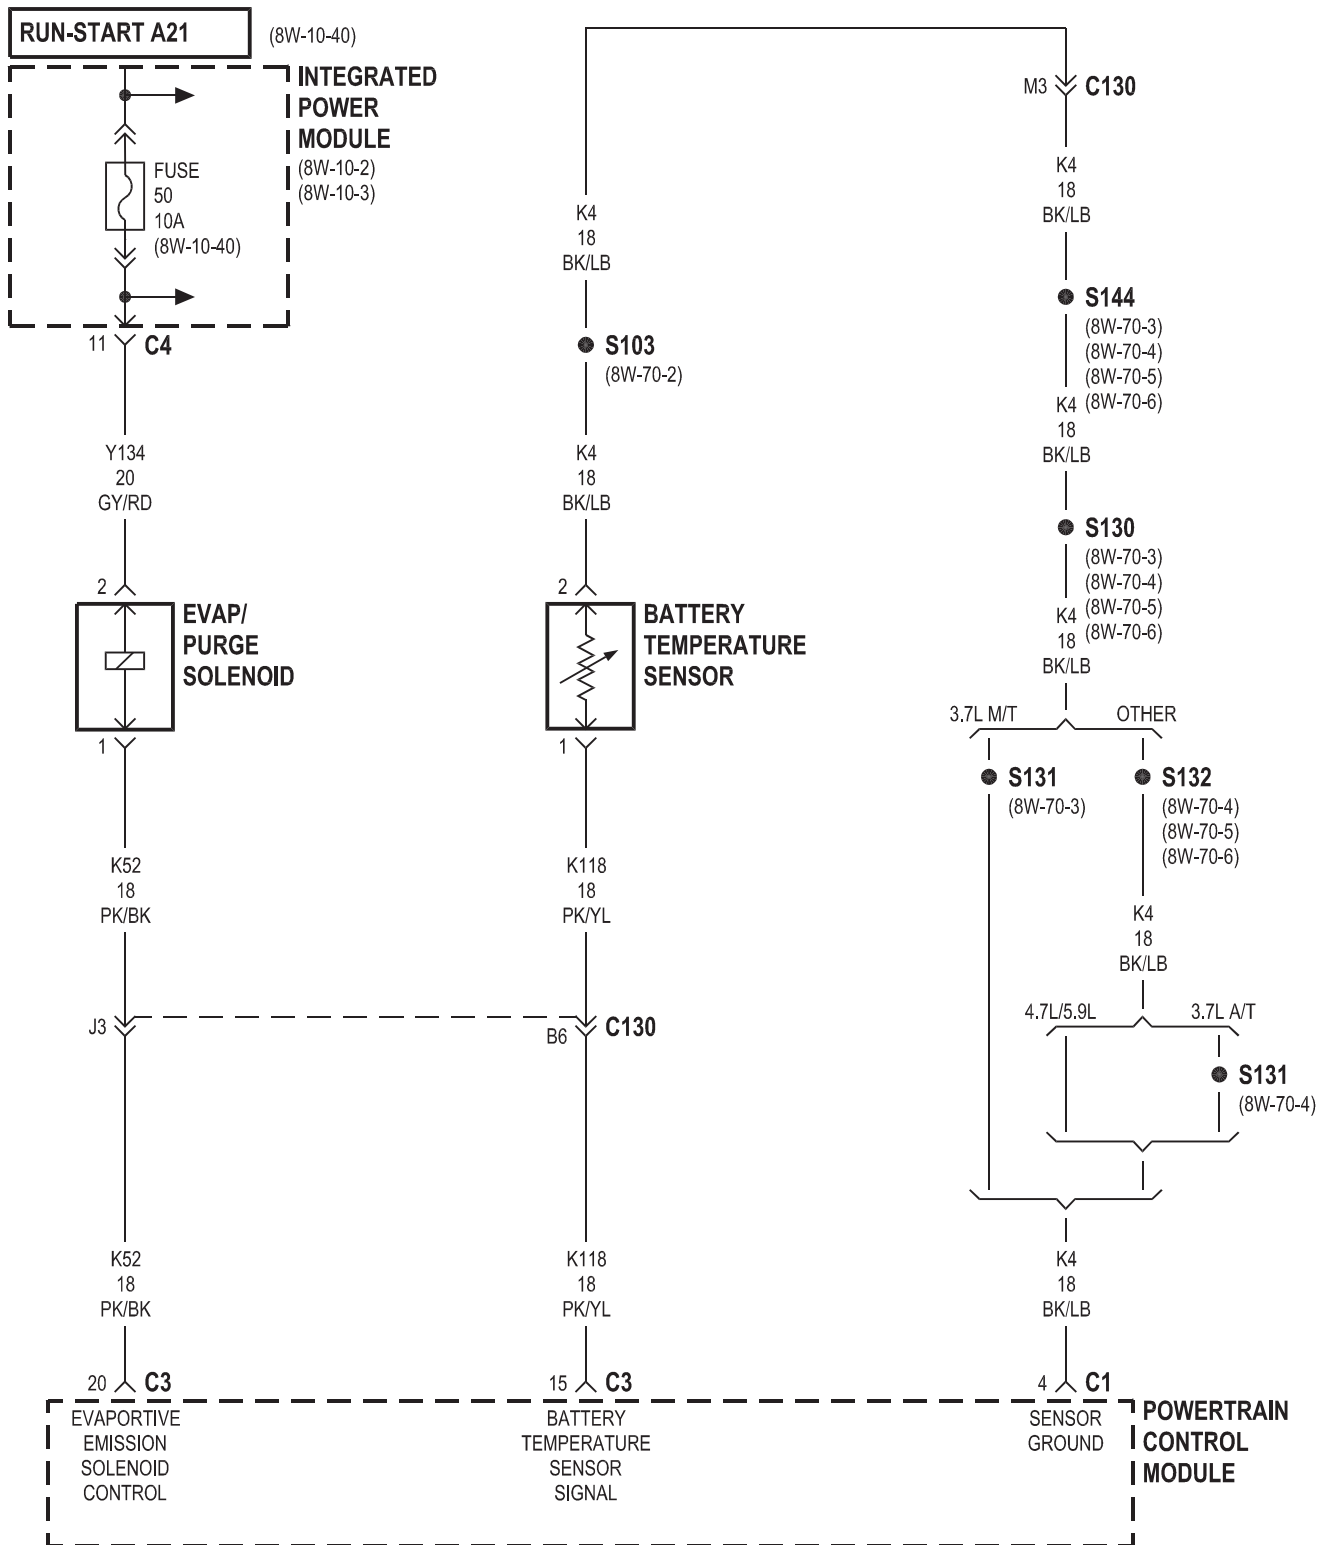 RUN-START A21
(8W-10-40)
INTEGRATED
POWER
MODULE
(8W-10-2)
(8W-10-3)
FUSE
50
10A
(8W-10-40)
11
C4
Y134
20
GY/RD
2
EVAP/
PURGE
SOLENOID
1
K52
18
PK/BK
J3
K52
18
PK/BK
20
C3
EVAPORTIVE
EMISSION
SOLENOID
CONTROL
K4
18
BK/LB
S103
(8W-70-2)
K4
18
BK/LB
2
BATTERY
TEMPERATURE
SENSOR
1
K118
18
PK/YL
B6
C130
K118
18
PK/YL
15
C3
BATTERY
TEMPERATURE
SENSOR
SIGNAL
M3
C130
K4
18
BK/LB
S144
(8W-70-3)
(8W-70-4)
(8W-70-5)
(8W-70-6)
K4
18
BK/LB
S130
(8W-70-3)
(8W-70-4)
(8W-70-5)
(8W-70-6)
K4
18
BK/LB
3.7L M/T
OTHER
S131
(8W-70-3)
S132
(8W-70-4)
(8W-70-5)
(8W-70-6)
K4
18
BK/LB
4.7L/5.9L
3.7L A/T
S131
(8W-70-4)
K4
18
BK/LB
4
C1
SENSOR
GROUND
POWERTRAIN
CONTROL
MODULE